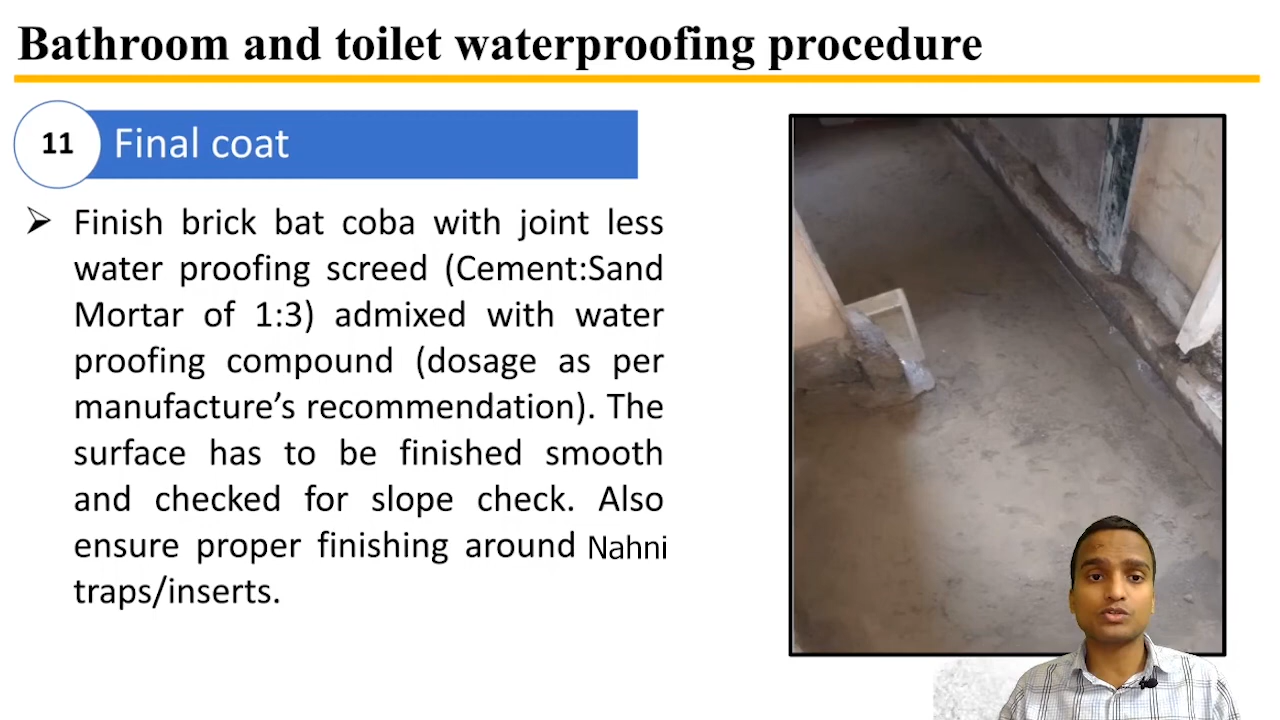 Bathroom and toilet waterproofing procedure
11 Final coat
➢ Finish brick bat coba with joint less
water proofing screed (Cement:Sand
Mortar of 1:3) admixed with water
proofing compound (dosage as per
manufacture’s recommendation). The
surface has to be finished smooth
and checked for slope check. Also
ensure proper finishing around Nahni
traps/inserts.